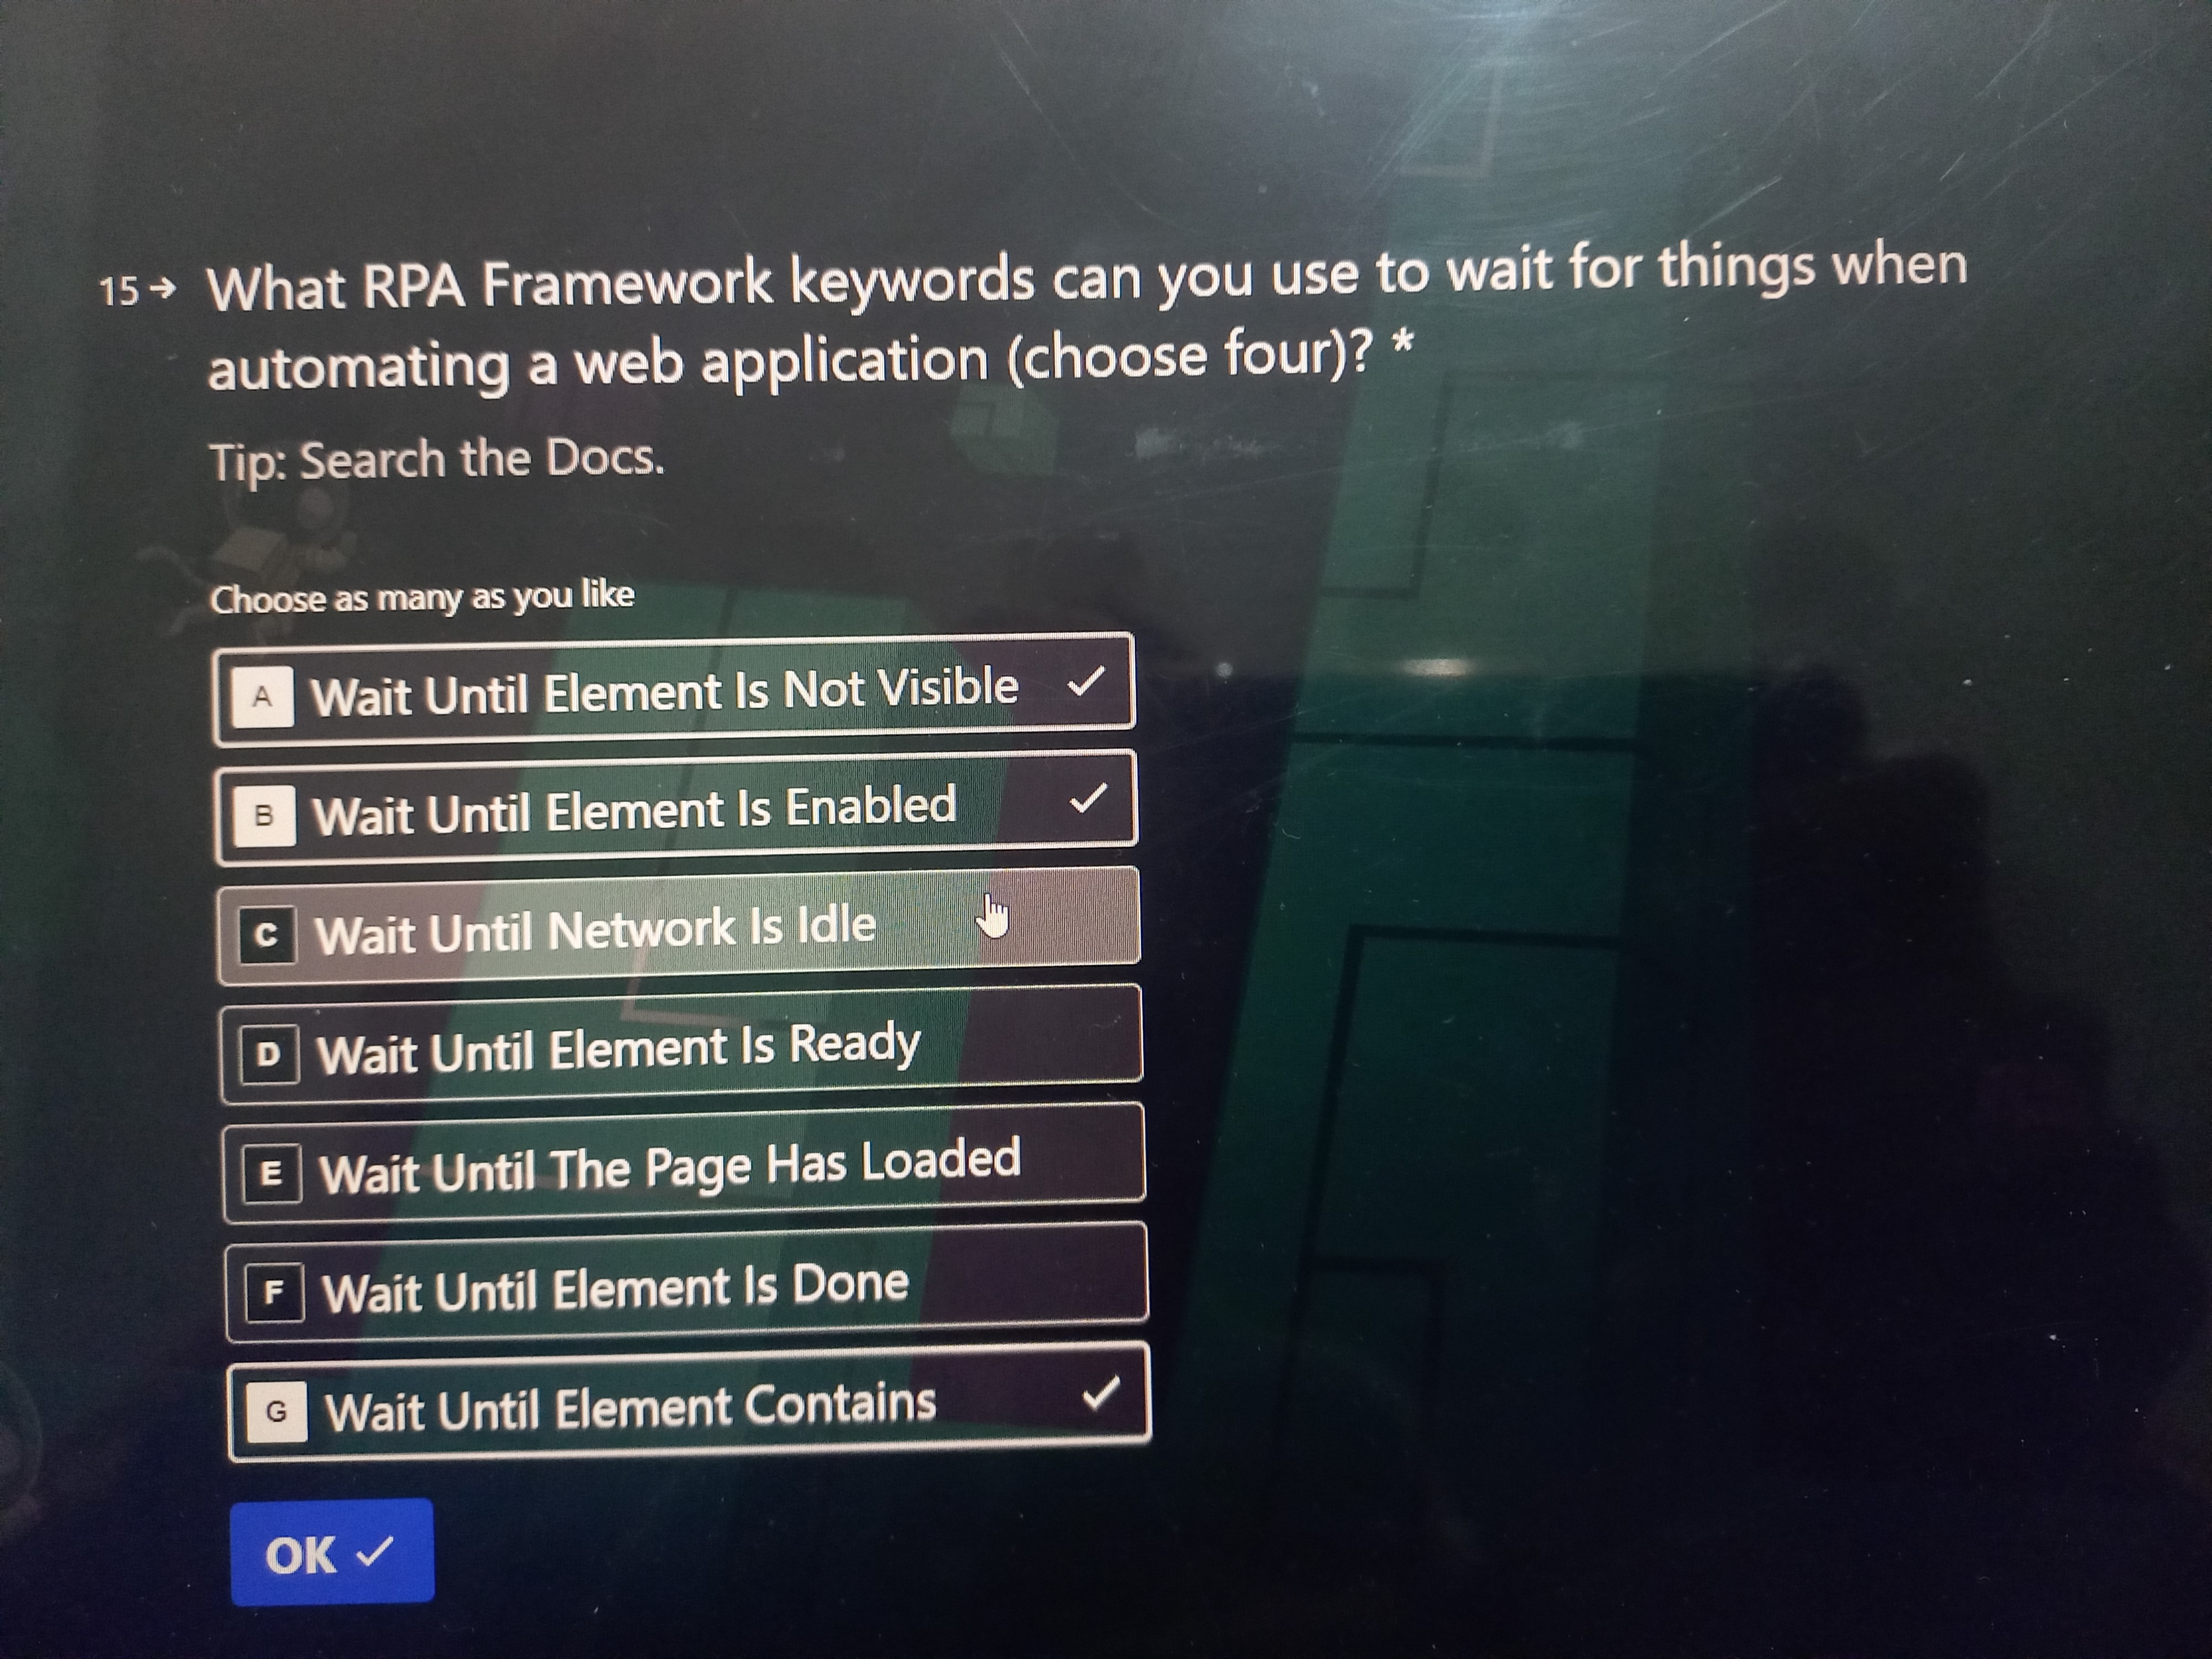 15→ What RPA Framework keywords can you use to wait for things when
automating a web application (choose four)? *
Tip: Search the Docs.
Choose as many as you like
A Wait Until Element Is Not Visible ✓
B Wait Until Element Is Enabled ✓
C Wait Until Network Is Idle
D Wait Until Element Is Ready
E Wait Until The Page Has Loaded
F Wait Until Element Is Done
G Wait Until Element Contains ✓
OK ✓